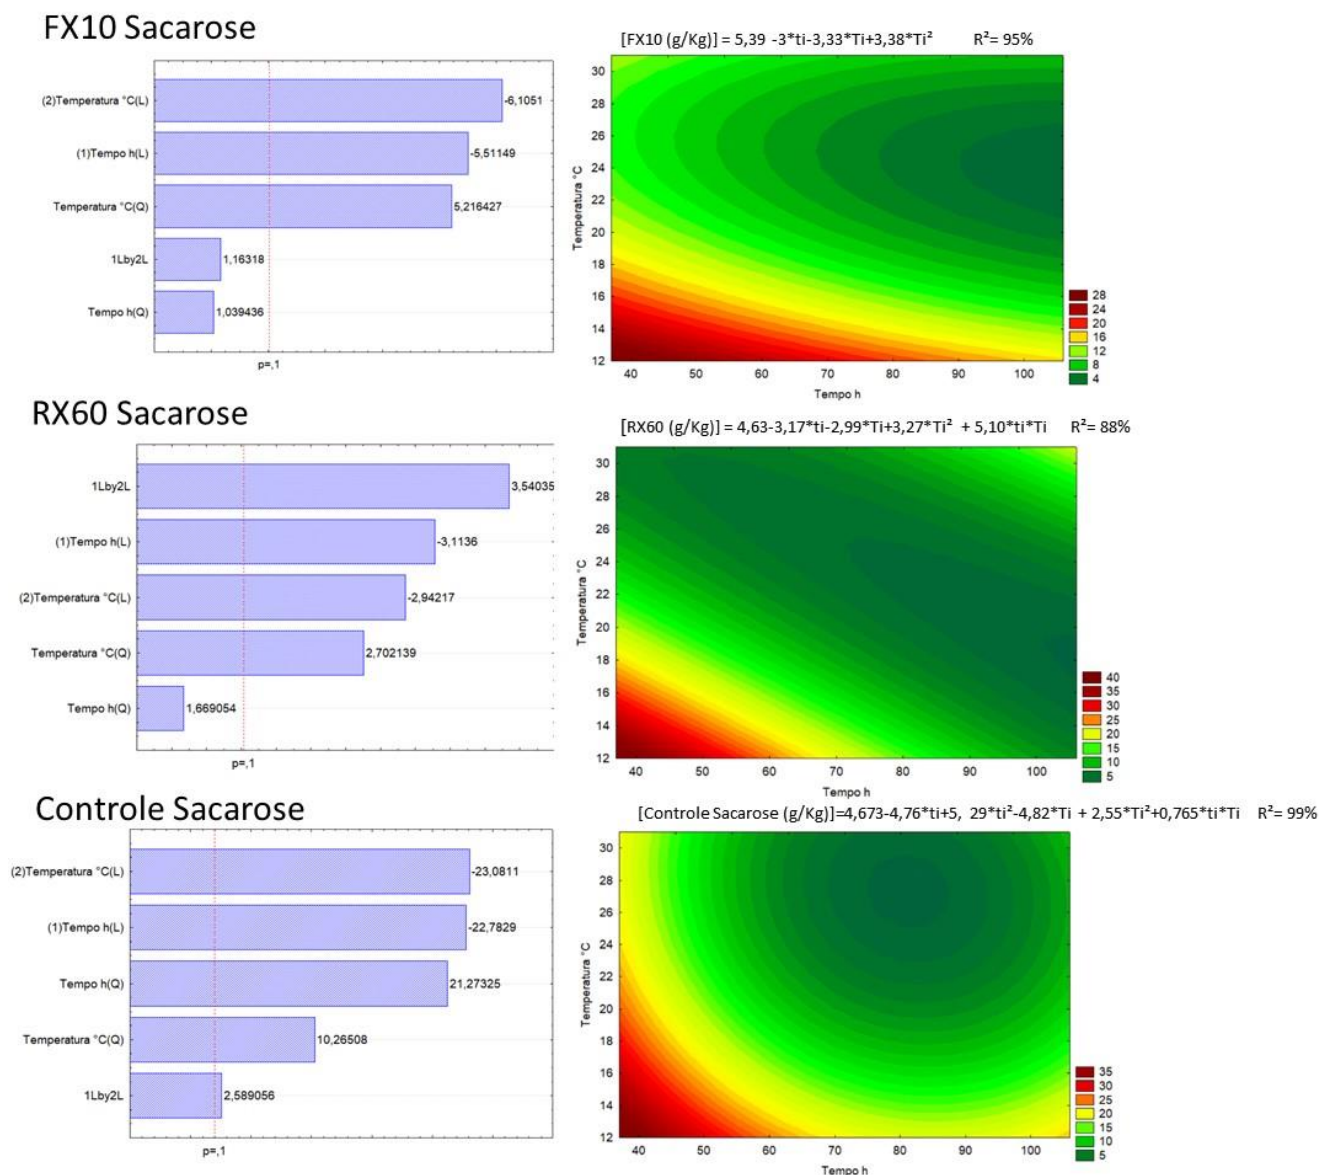 FX10 Sacarose
[FX10 (g/Kg)] = 5,39 -3*ti-3,33*Ti+3,38*Ti² R²= 95%
(2)Temperatura °C(L)
-6,1051
(1)Tempo h(L)
-5,51149
Temperatura °C(Q)
5,216427
1Lby2L
1,16318
Tempo h(Q)
1,039436
p=,1
Temperatura °C
30
28
26
24
22
20
18
16
14
12
40 50 60 70 80 90 100
Tempo h
28
24
20
16
12
8
4
RX60 Sacarose
[RX60 (g/Kg)] = 4,63-3,17*ti-2,99*Ti+3,27*Ti² + 5,10*ti*Ti R²= 88%
1Lby2L
3,54035
(1)Tempo h(L)
-3,1136
(2)Temperatura °C(L)
-2,94217
Temperatura °C(Q)
2,702139
Tempo h(Q)
1,669054
p=,1
Temperatura °C
30
28
26
24
22
20
18
16
14
12
40 50 60 70 80 90 100
Tempo h
40
35
30
25
20
15
10
5
Controle Sacarose
[Controle Sacarose (g/Kg)]=4,673-4,76*ti+5, 29*ti²-4,82*Ti + 2,55*Ti²+0,765*ti*Ti R²= 99%
(2)Temperatura °C(L)
-23,0811
(1)Tempo h(L)
-22,7829
Tempo h(Q)
21,27325
Temperatura °C(Q)
10,26508
1Lby2L
2,589056
p=,1
Temperatura °C
30
28
26
24
22
20
18
16
14
12
40 50 60 70 80 90 100
Tempo h
35
30
25
20
15
10
5